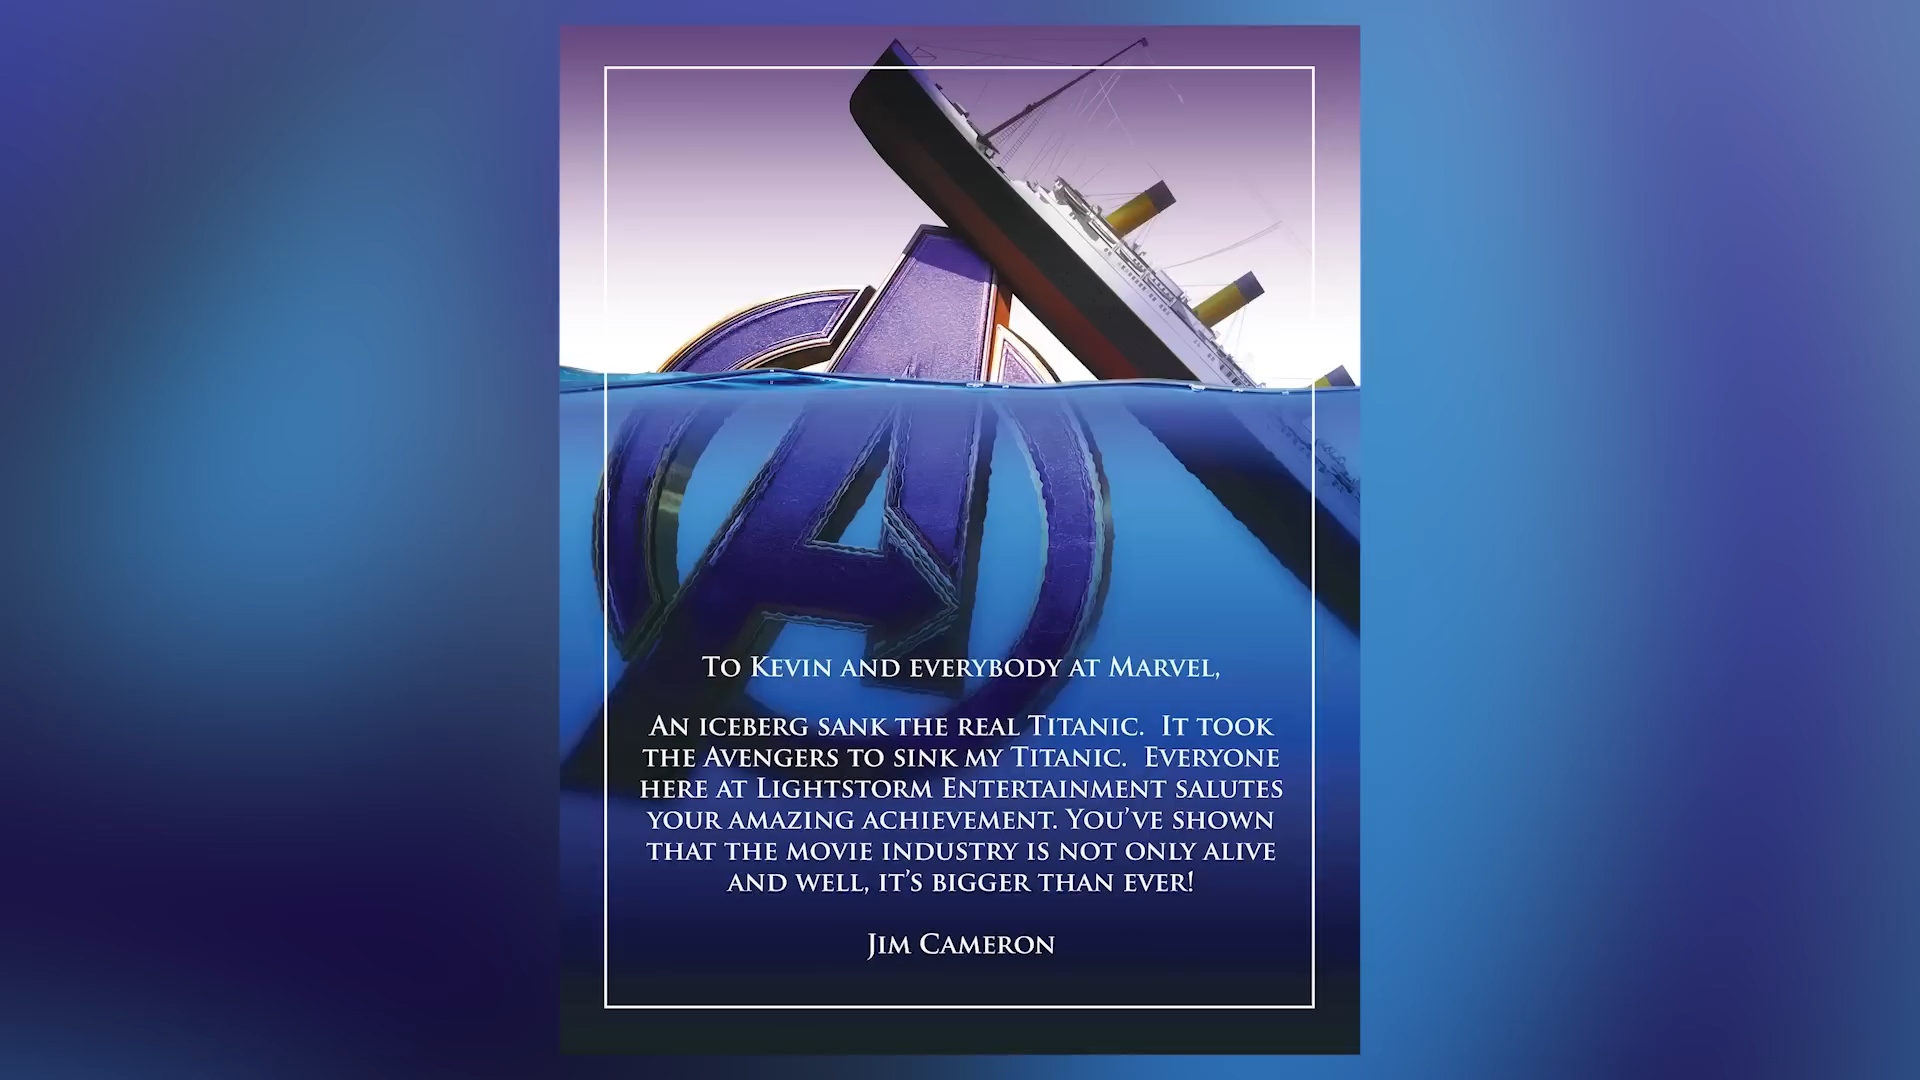 To Kevin and everybody at Marvel,
An iceberg sank the real Titanic. It took
the Avengers to sink my Titanic. Everyone
here at Lightstorm Entertainment salutes
your amazing achievement. You've shown
that the movie industry is not only alive
and well, it's bigger than ever!
Jim Cameron